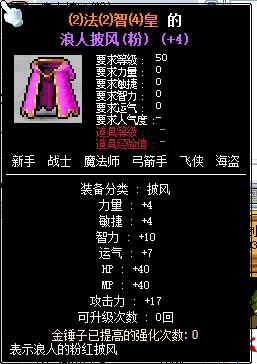 ⑵法⑵智⑷皇 的
浪人披风(粉) (+4)
要求等级： 50
要求力量： 0
要求敏捷： 0
要求智力： 0
要求运气： 0
要求人气度：-
道具等级： -
道具经验值：-
新手 战士 魔法师 弓箭手 飞侠 海盗
装备分类 : 披风
力量 : +4
敏捷 : +4
智力 : +10
运气 : +7
HP : +40
MP : +40
攻击力 : +17
可升级次数 : 0回
金锤子已提高的强化次数: 0
表示浪人的粉红披风